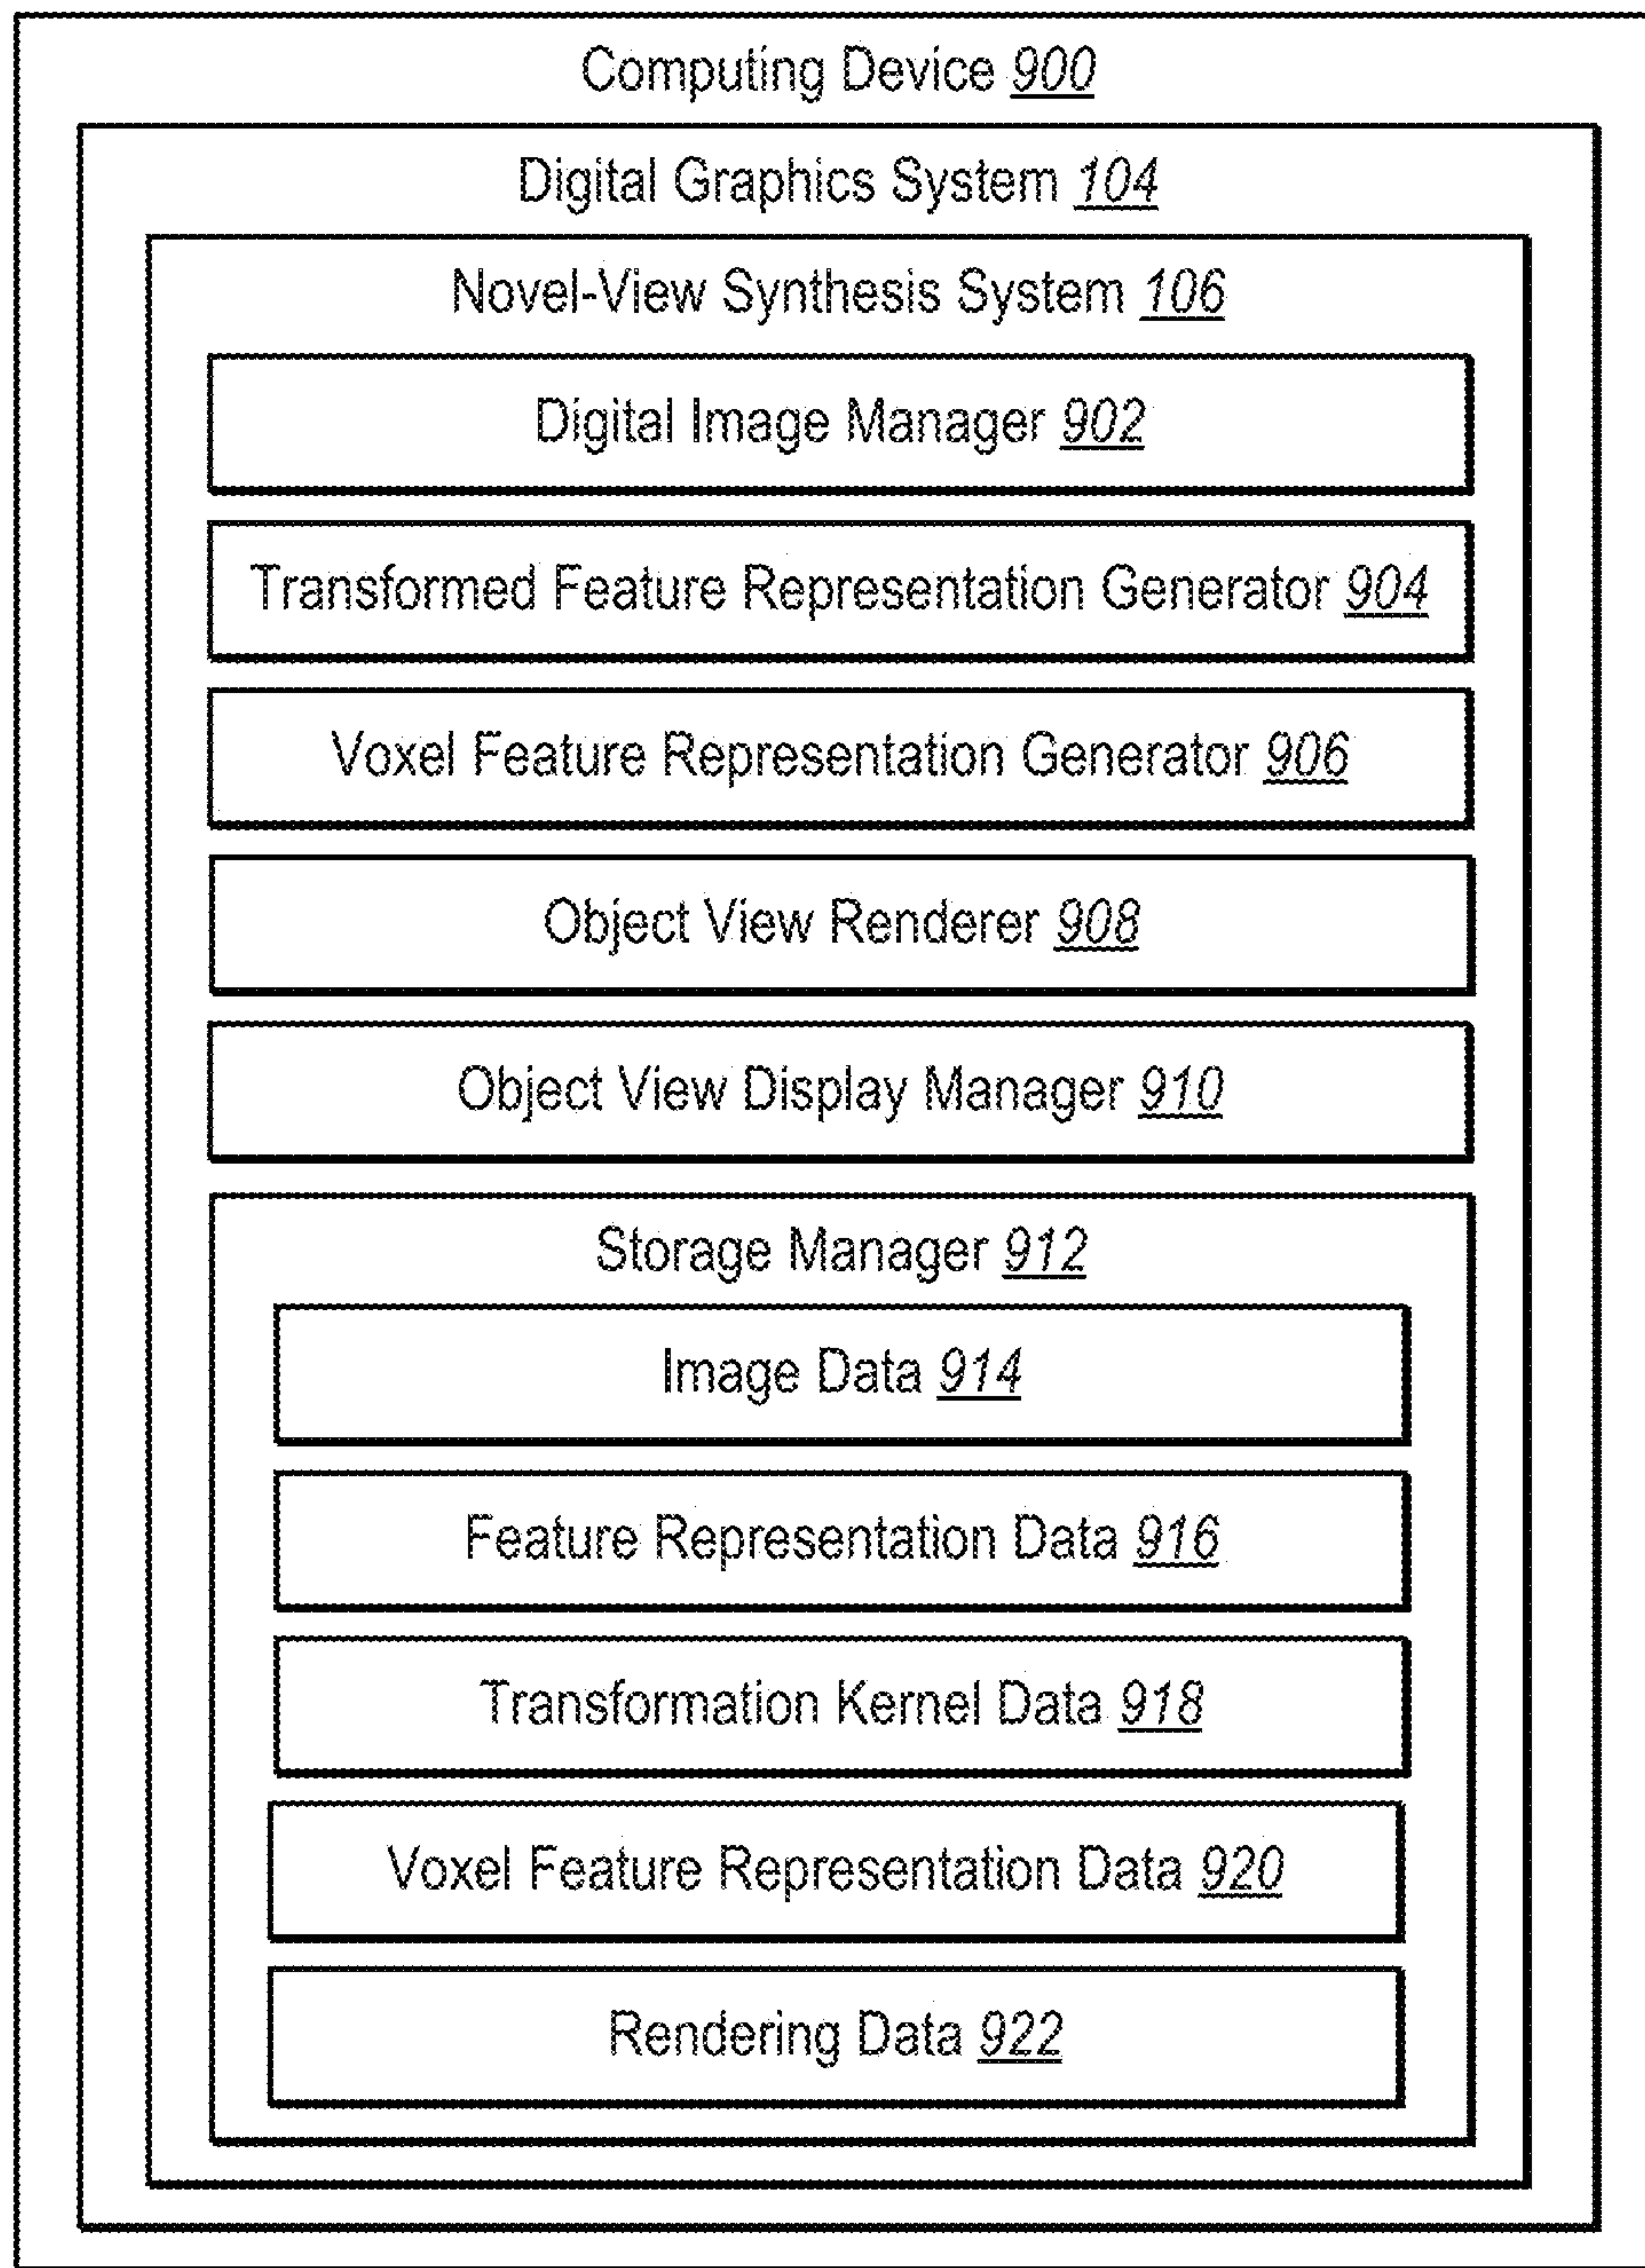 Computing Device 900
Digital Graphics System 104
Novel-View Synthesis System 106
Digital Image Manager 902
Transformed Feature Representation Generator 904
Voxel Feature Representation Generator 906
Object View Renderer 908
Object View Display Manager 910
Storage Manager 912
Image Data 914
Feature Representation Data 916
Transformation Kernel Data 918
Voxel Feature Representation Data 920
Rendering Data 922